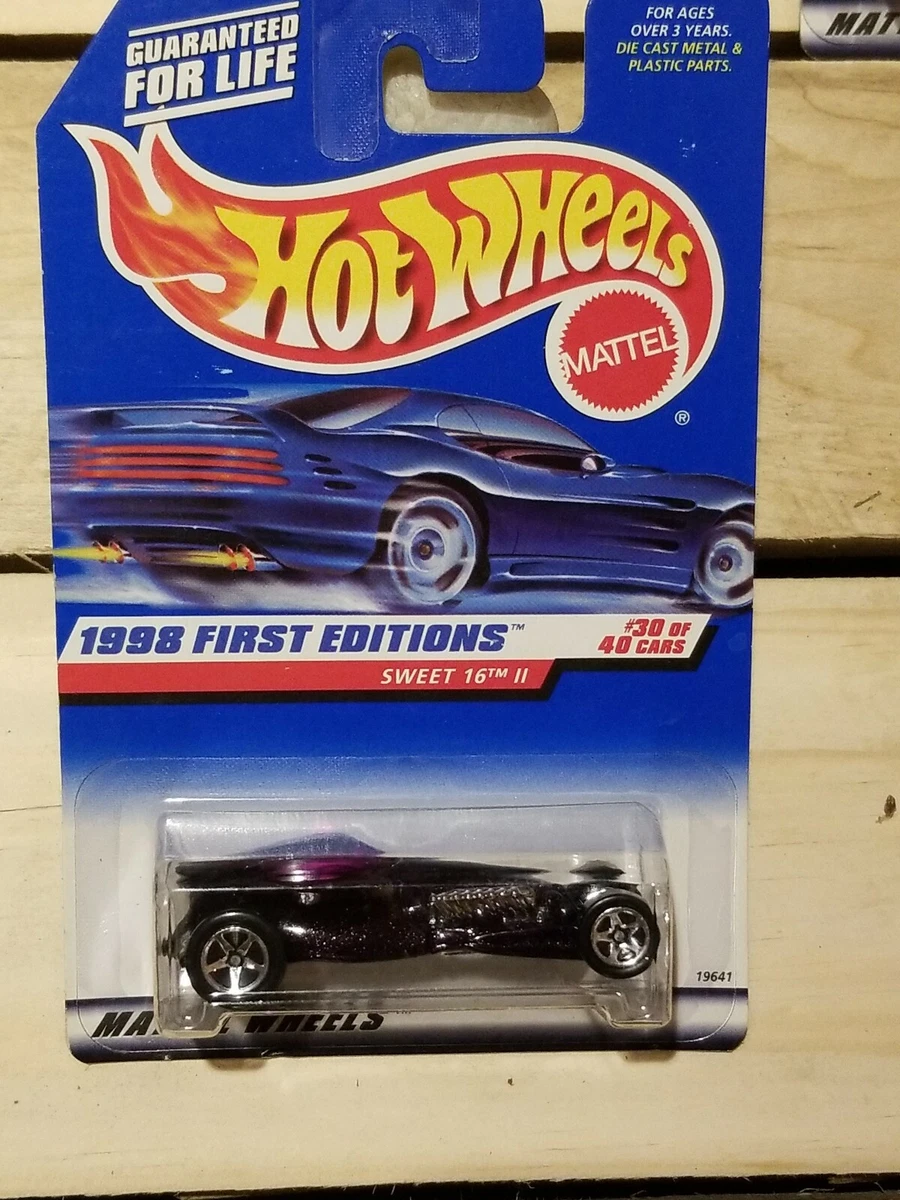 GUARANTEED
FOR LIFE
FOR AGES
OVER 3 YEARS.
DIE CAST METAL &
PLASTIC PARTS.
HOT WHEELS
MATTEL
®
1998 FIRST EDITIONS™
#30 OF
40 CARS
SWEET 16™ II
19641
WHEELS